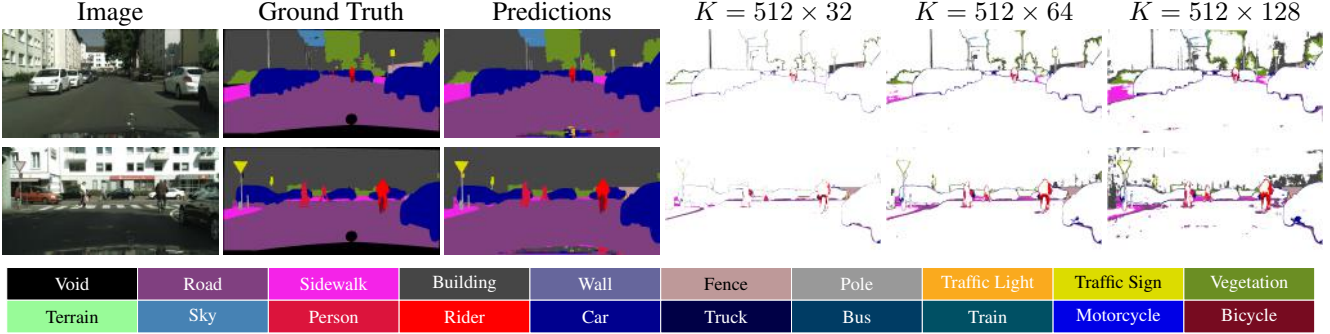 Image Ground Truth Predictions K = 512 × 32 K = 512 × 64 K = 512 × 128
Void Road Sidewalk Building Wall Fence Pole Traffic Light Traffic Sign Vegetation
Terrain Sky Person Rider Car Truck Bus Train Motorcycle Bicycle